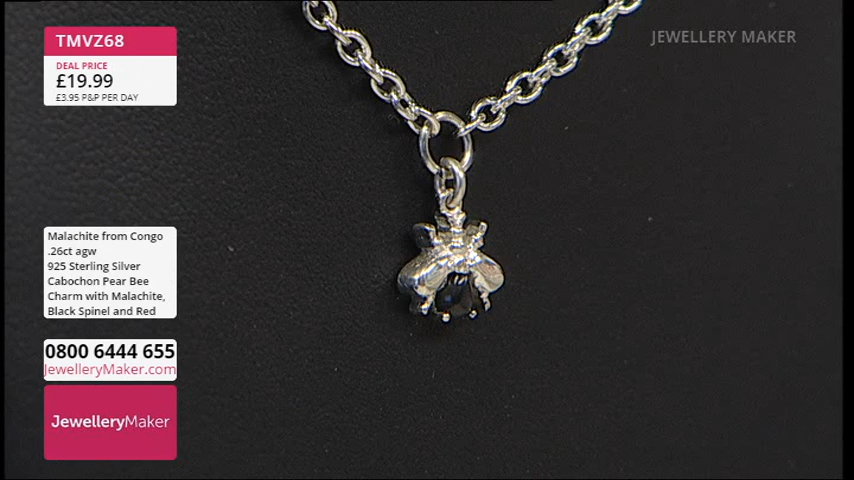 TMVZ68
DEAL PRICE
£19.99
£3.95 P&P PER DAY
JEWELLERY MAKER
Malachite from Congo
.26ct agw
925 Sterling Silver
Cabochon Pear Bee
Charm with Malachite,
Black Spinel and Red
0800 6444 655
JewelleryMaker.com
JewelleryMaker